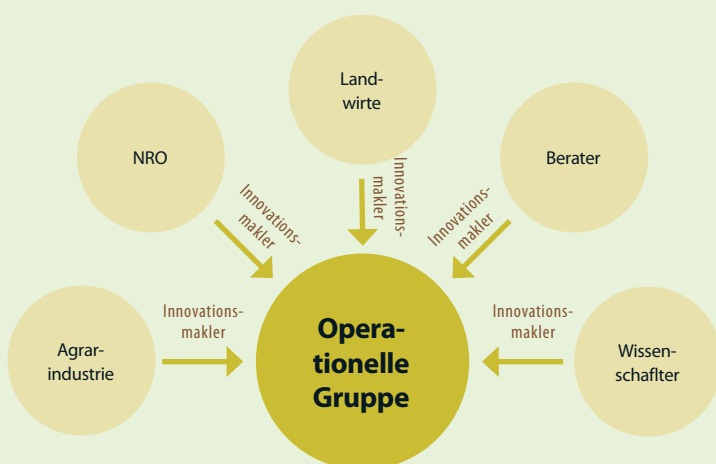 Land-
wirte
NRO
Berater
Innovations-
makler
Innovations-
makler
Innovations-
makler
Innovations-
makler
Innovations-
makler
Agrar-
industrie
Opera-
tionelle
Gruppe
Wissen-
schaflter